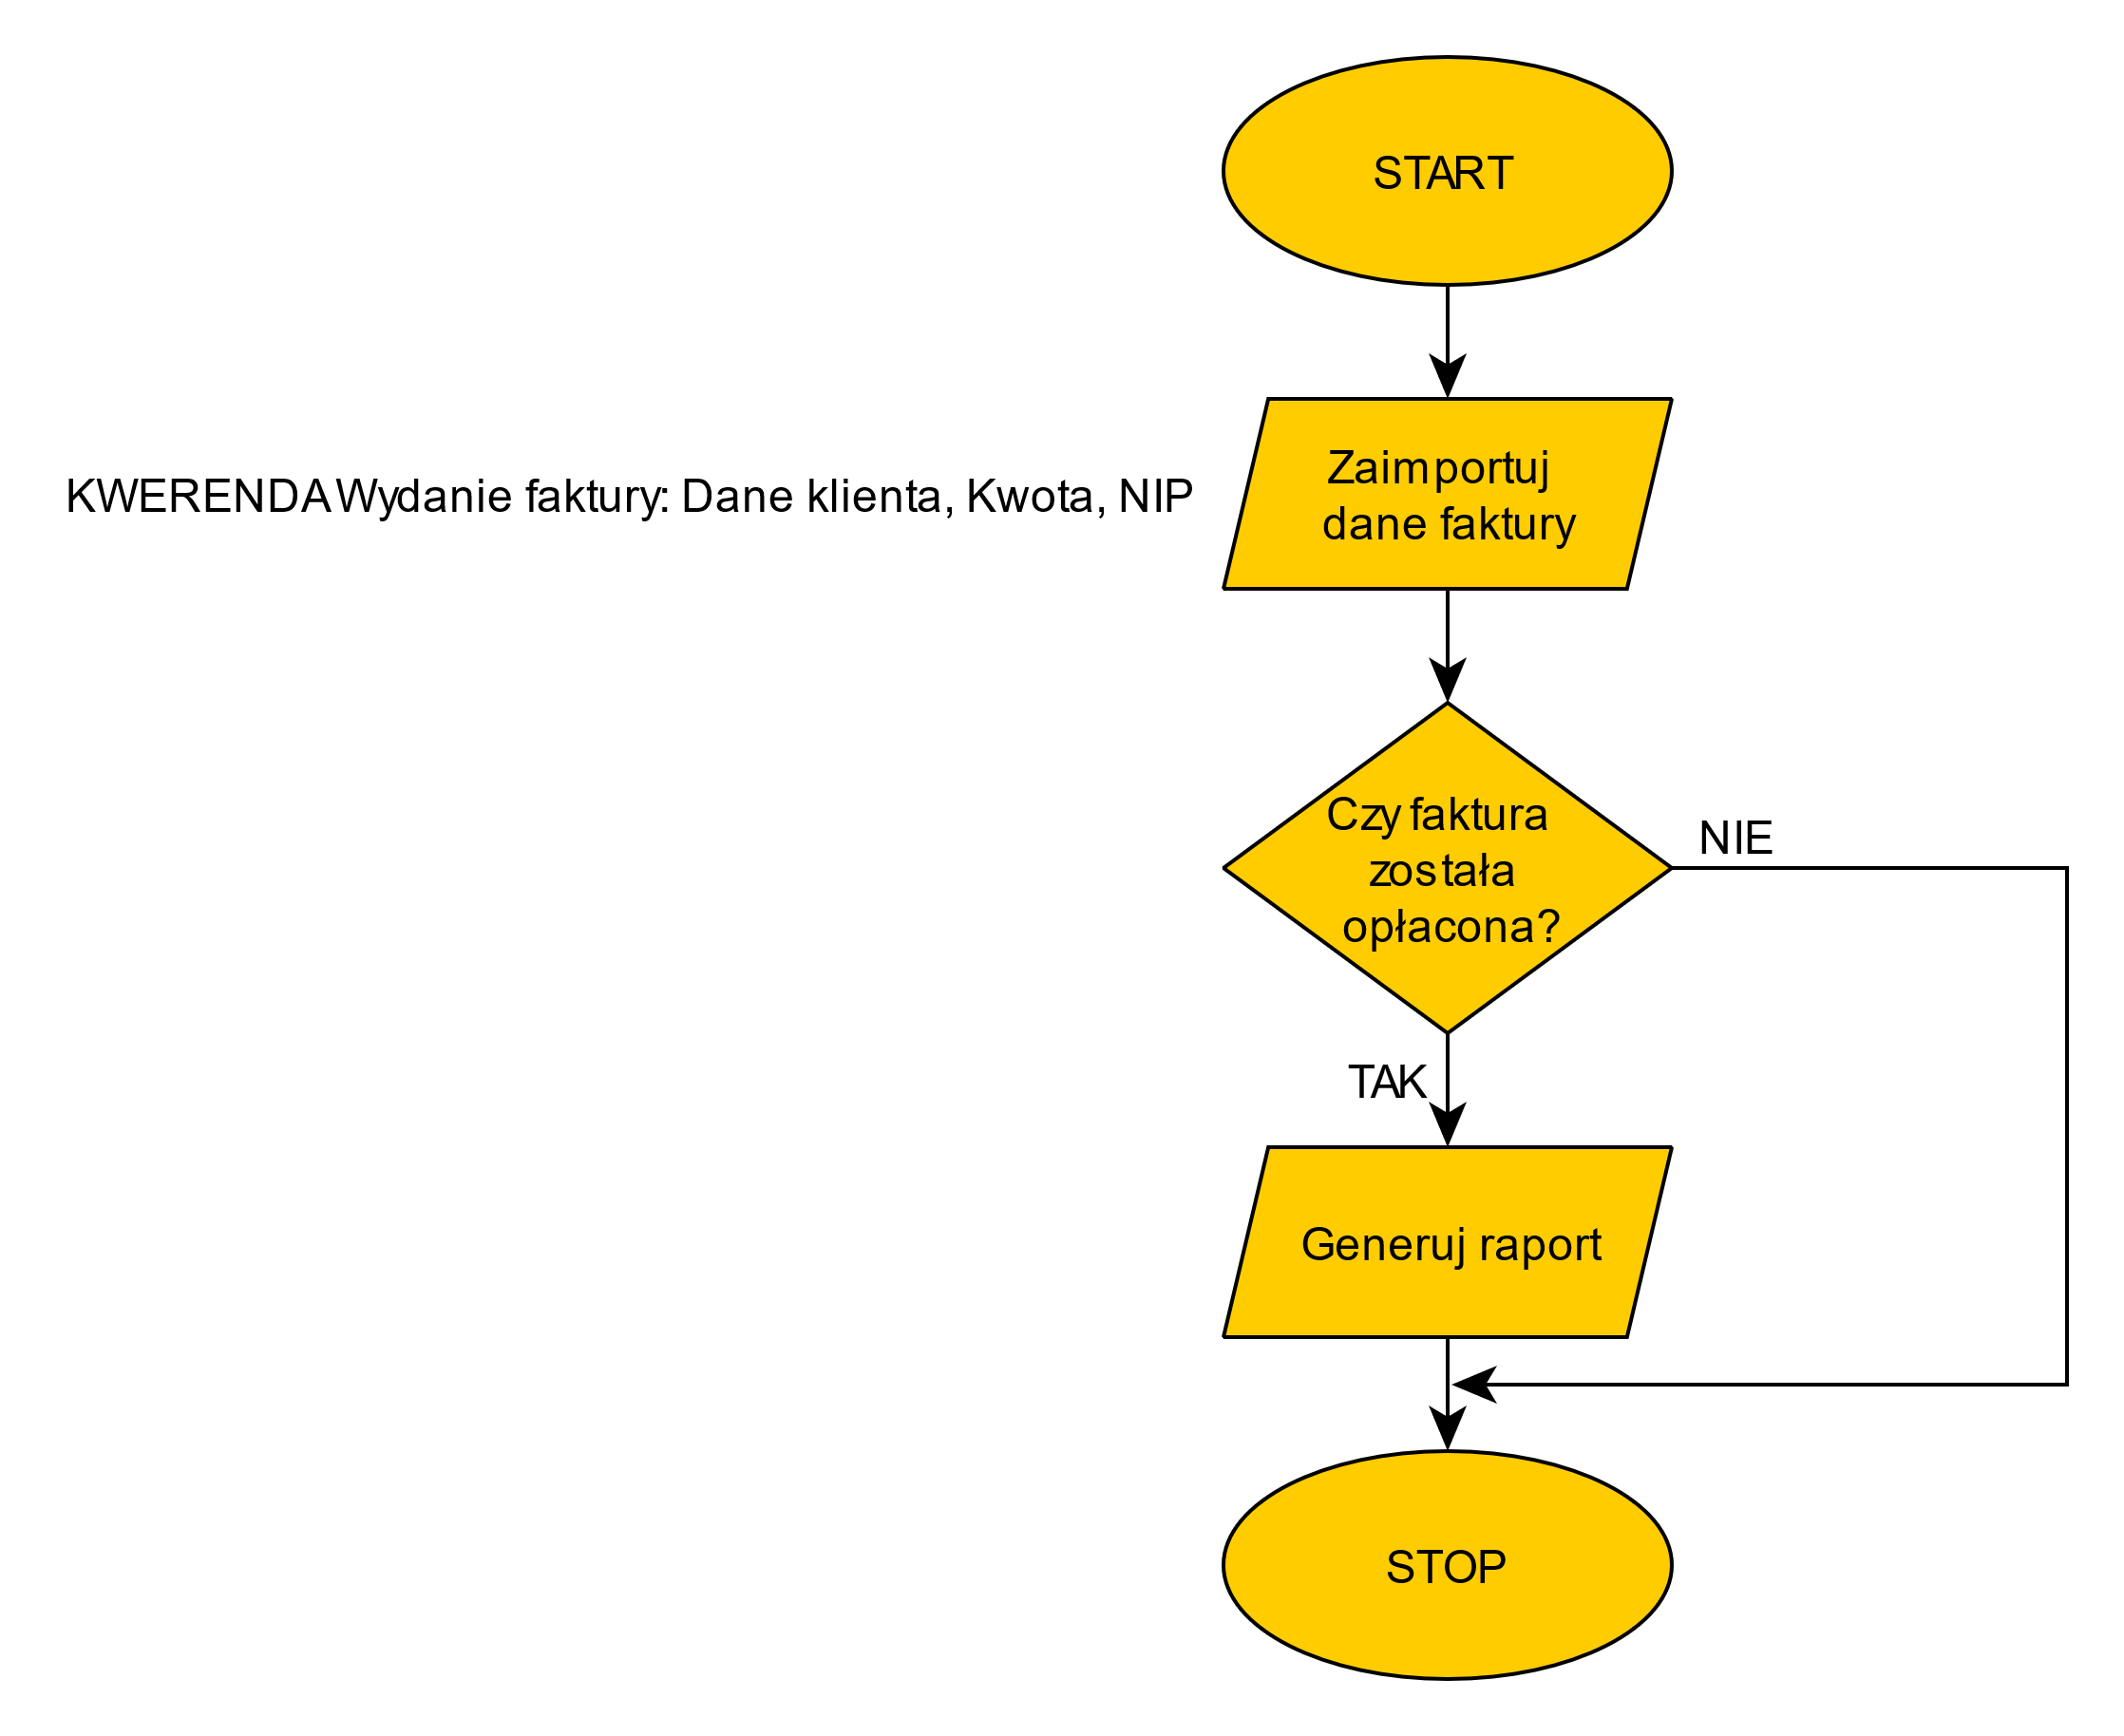 START
KWERENDA Wydanie faktury: Dane klienta, Kwota, NIP
Zaimportuj
dane faktury
Czy faktura
została
opłacona?
NIE
TAK
Generuj raport
STOP